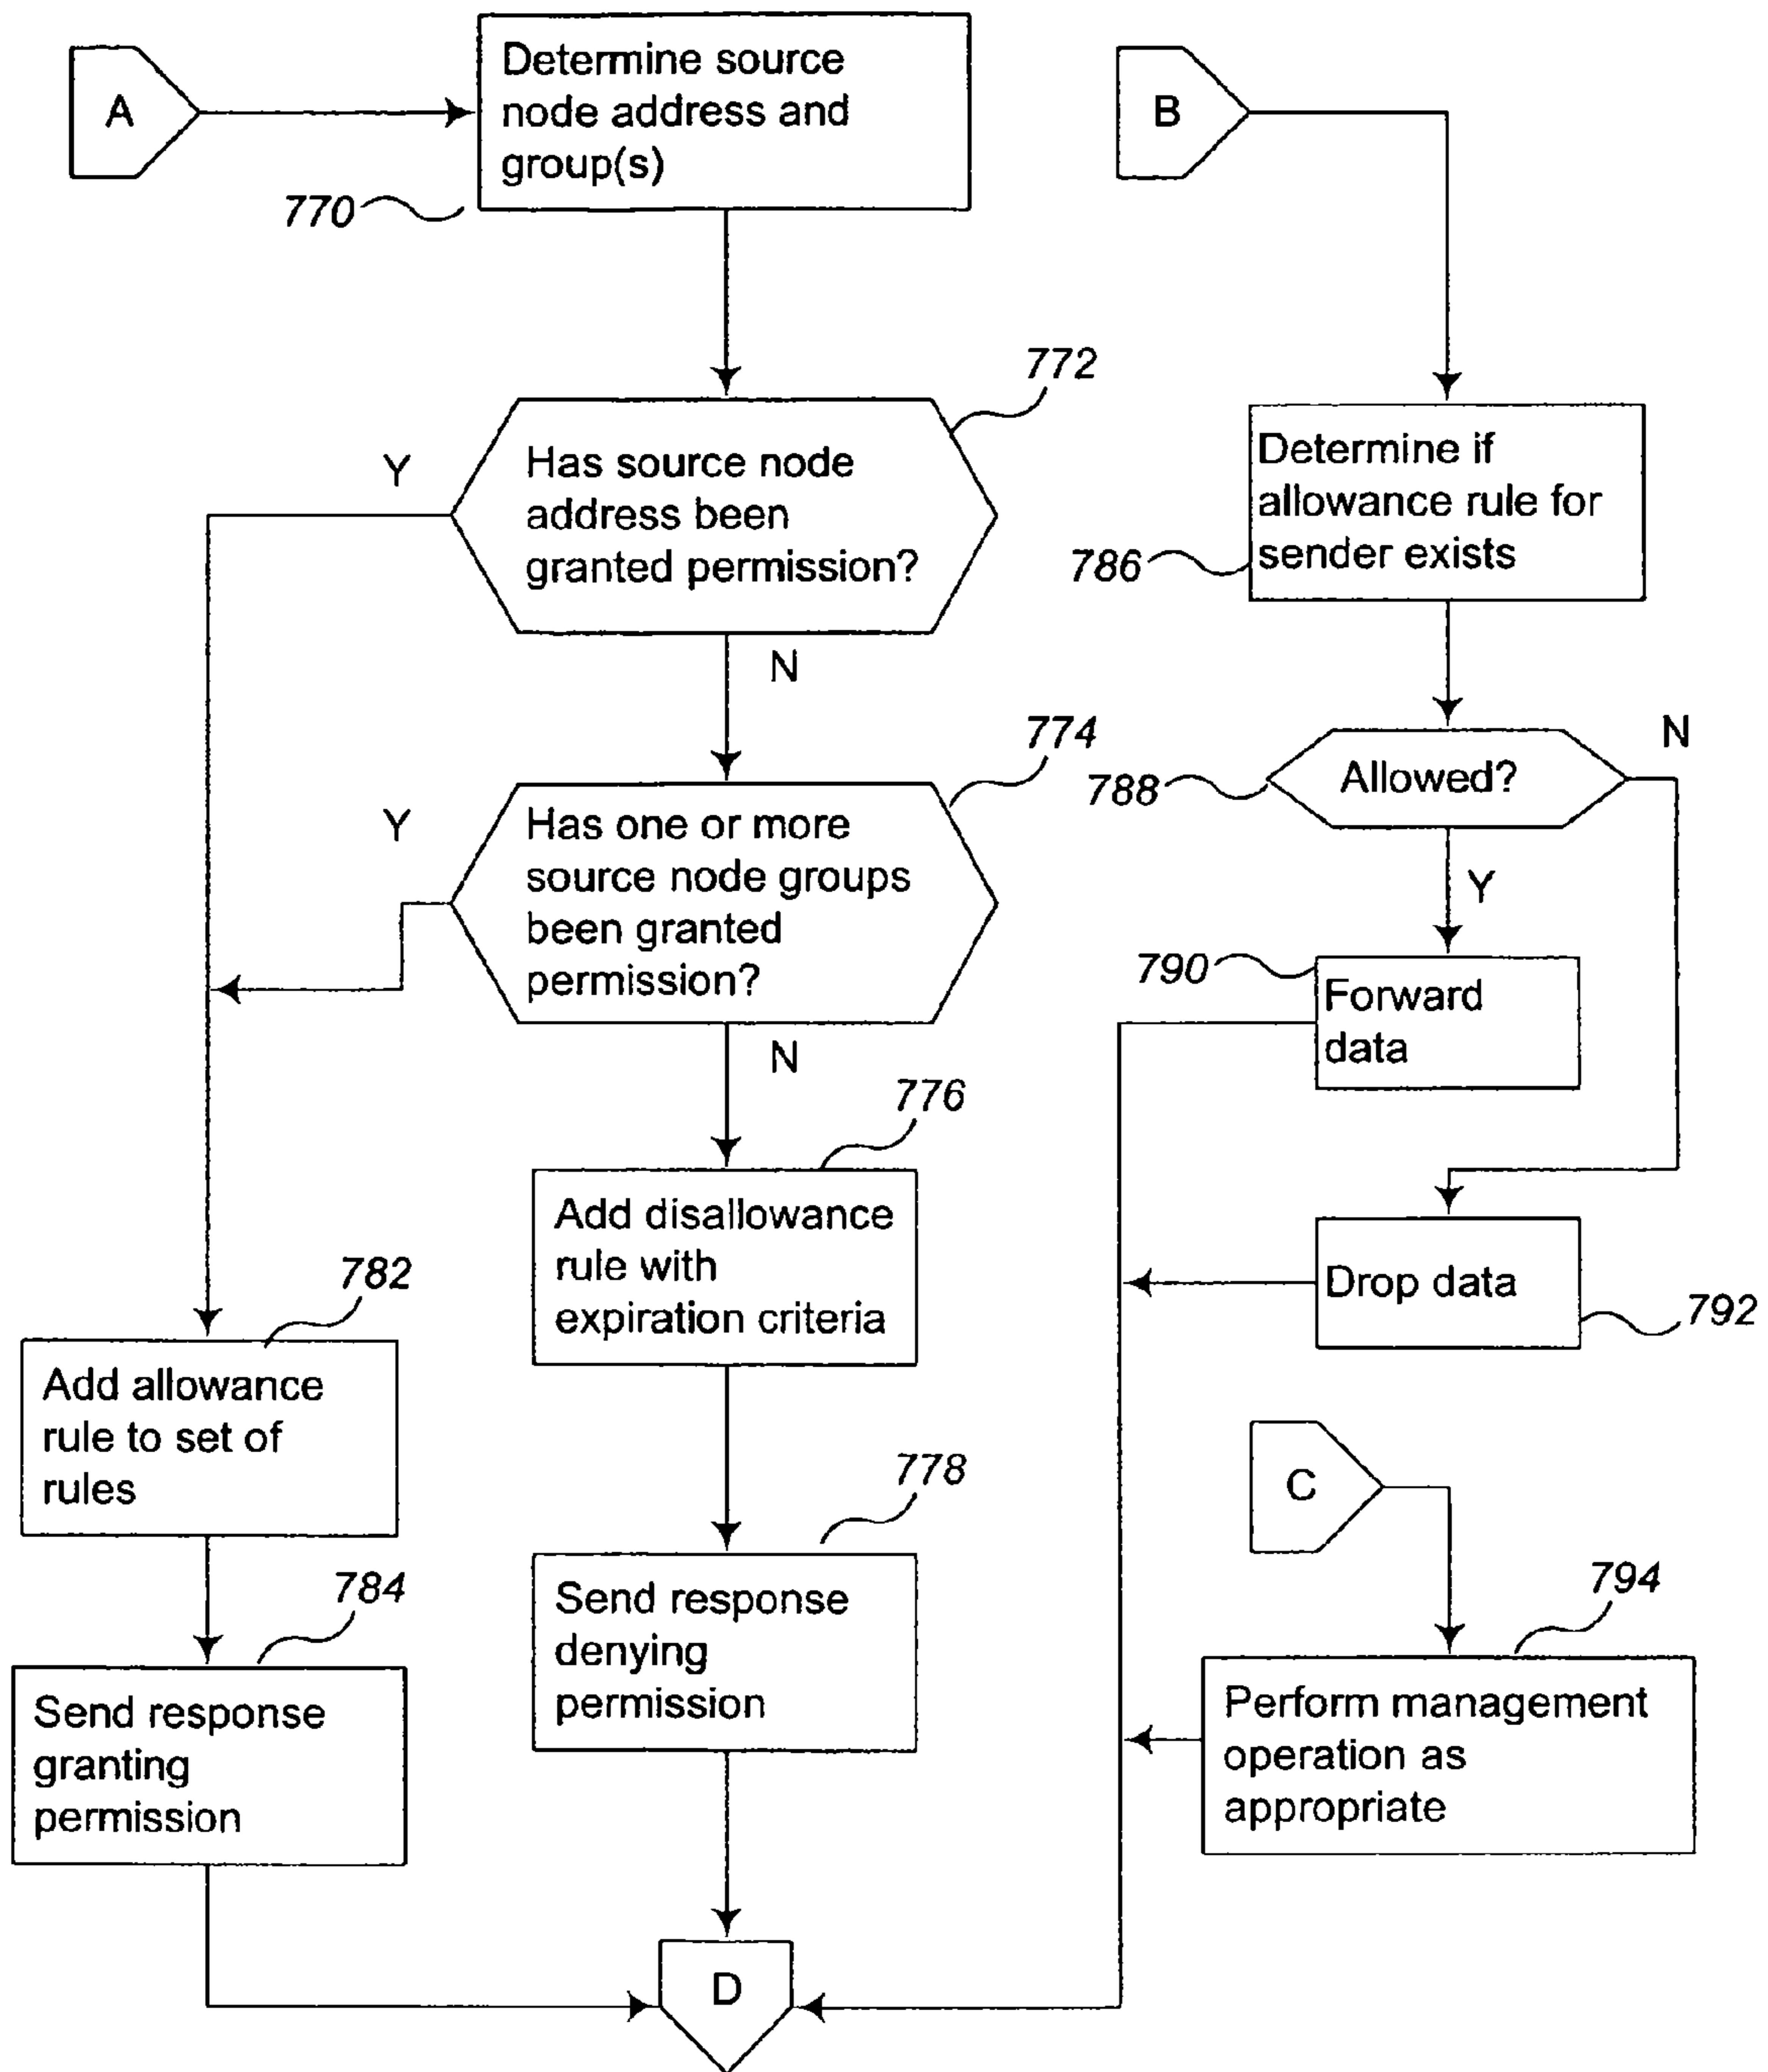 A
Determine source
node address and
group(s)
770
772
Has source node
address been
granted permission?
Y
N
774
Has one or more
source node groups
been granted
permission?
Y
N
776
Add disallowance
rule with
expiration criteria
778
Send response
denying
permission
782
Add allowance
rule to set of
rules
784
Send response
granting
permission
B
Determine if
allowance rule for
sender exists
786
Allowed?
788
N
Y
790
Forward
data
Drop data
792
C
794
Perform management
operation as
appropriate
D